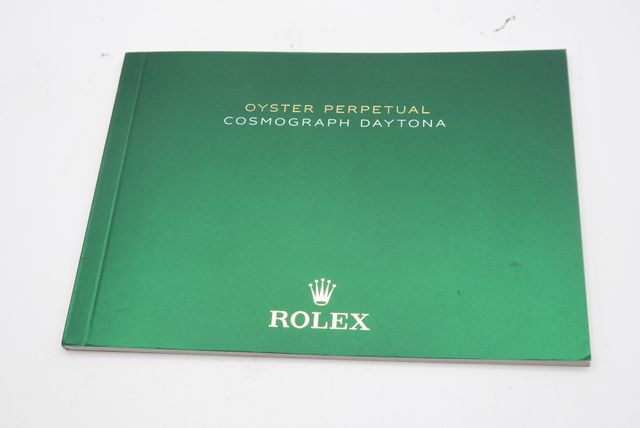 OYSTER PERPETUAL
COSMOGRAPH DAYTONA
ROLEX